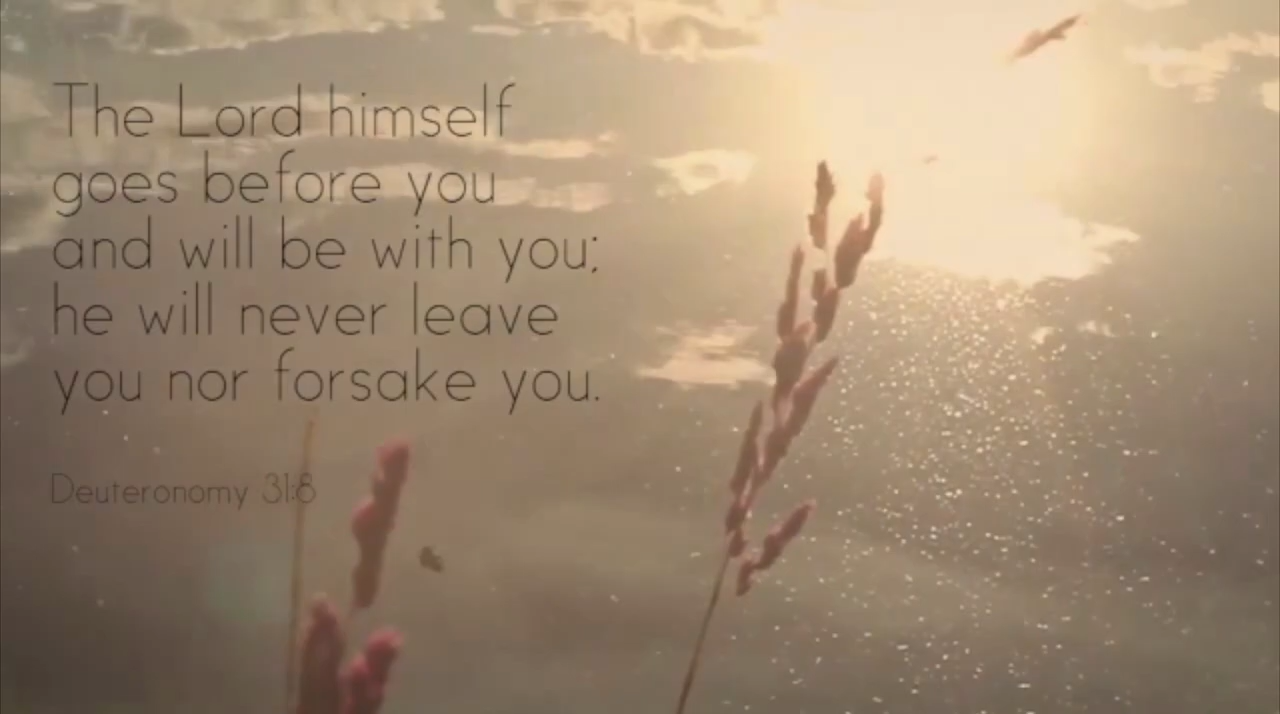 The Lord himself
goes before you
and will be with you;
he will never leave
you nor forsake you.
Deuteronomy 31:8